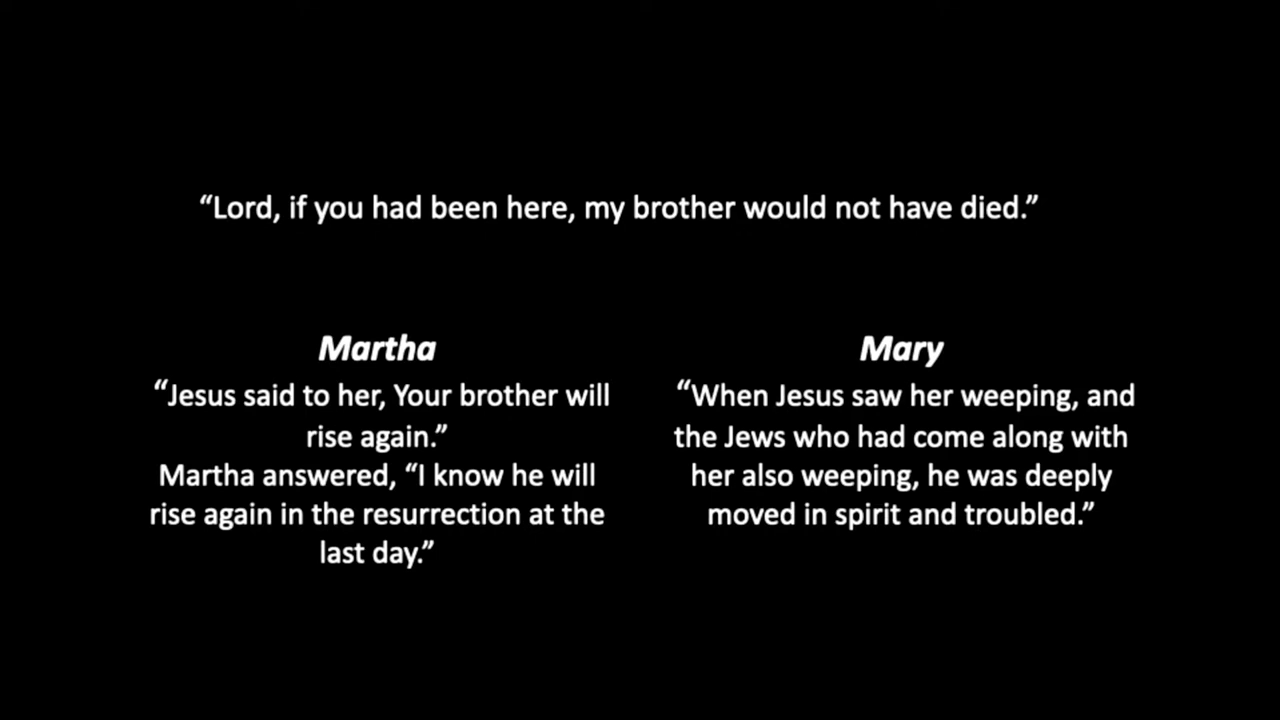 “Lord, if you had been here, my brother would not have died.”
Martha
“Jesus said to her, Your brother will
rise again.”
Martha answered, “I know he will
rise again in the resurrection at the
last day.”
Mary
“When Jesus saw her weeping, and
the Jews who had come along with
her also weeping, he was deeply
moved in spirit and troubled.”